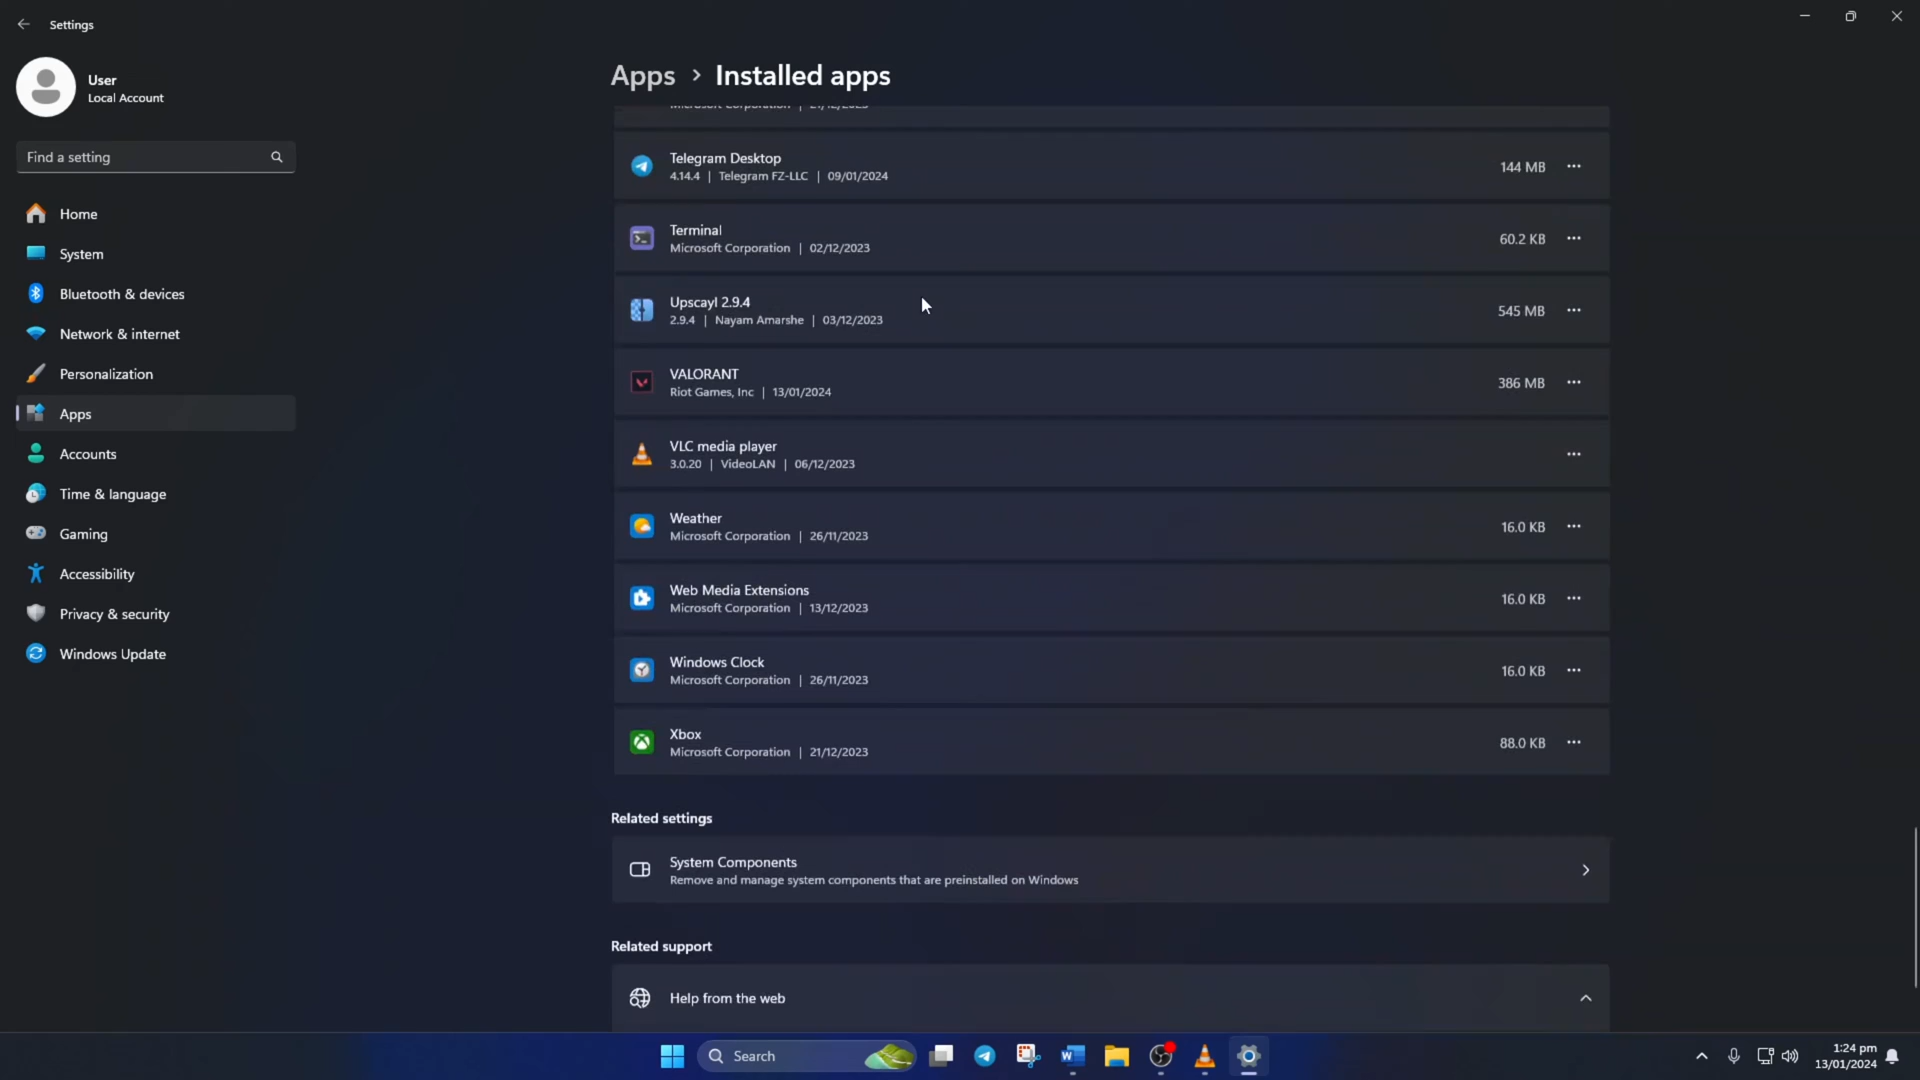 Settings
User
Local Account
Find a setting
Home
System
Bluetooth & devices
Network & internet
Personalization
Apps
Accounts
Time & language
Gaming
Accessibility
Privacy & security
Windows Update
Apps > Installed apps
Microsoft Corporation | 21/12/2023
Telegram Desktop
4.14.4 | Telegram FZ-LLC | 09/01/2024
144 MB
Terminal
Microsoft Corporation | 02/12/2023
60.2 KB
Upscayl 2.9.4
2.9.4 | Nayam Amarshe | 03/12/2023
545 MB
VALORANT
Riot Games, Inc | 13/01/2024
386 MB
VLC media player
3.0.20 | VideoLAN | 06/12/2023
Weather
Microsoft Corporation | 26/11/2023
16.0 KB
Web Media Extensions
Microsoft Corporation | 13/12/2023
16.0 KB
Windows Clock
Microsoft Corporation | 26/11/2023
16.0 KB
Xbox
Microsoft Corporation | 21/12/2023
88.0 KB
Related settings
System Components
Remove and manage system components that are preinstalled on Windows
Related support
Help from the web
Search
1:24 pm
13/01/2024